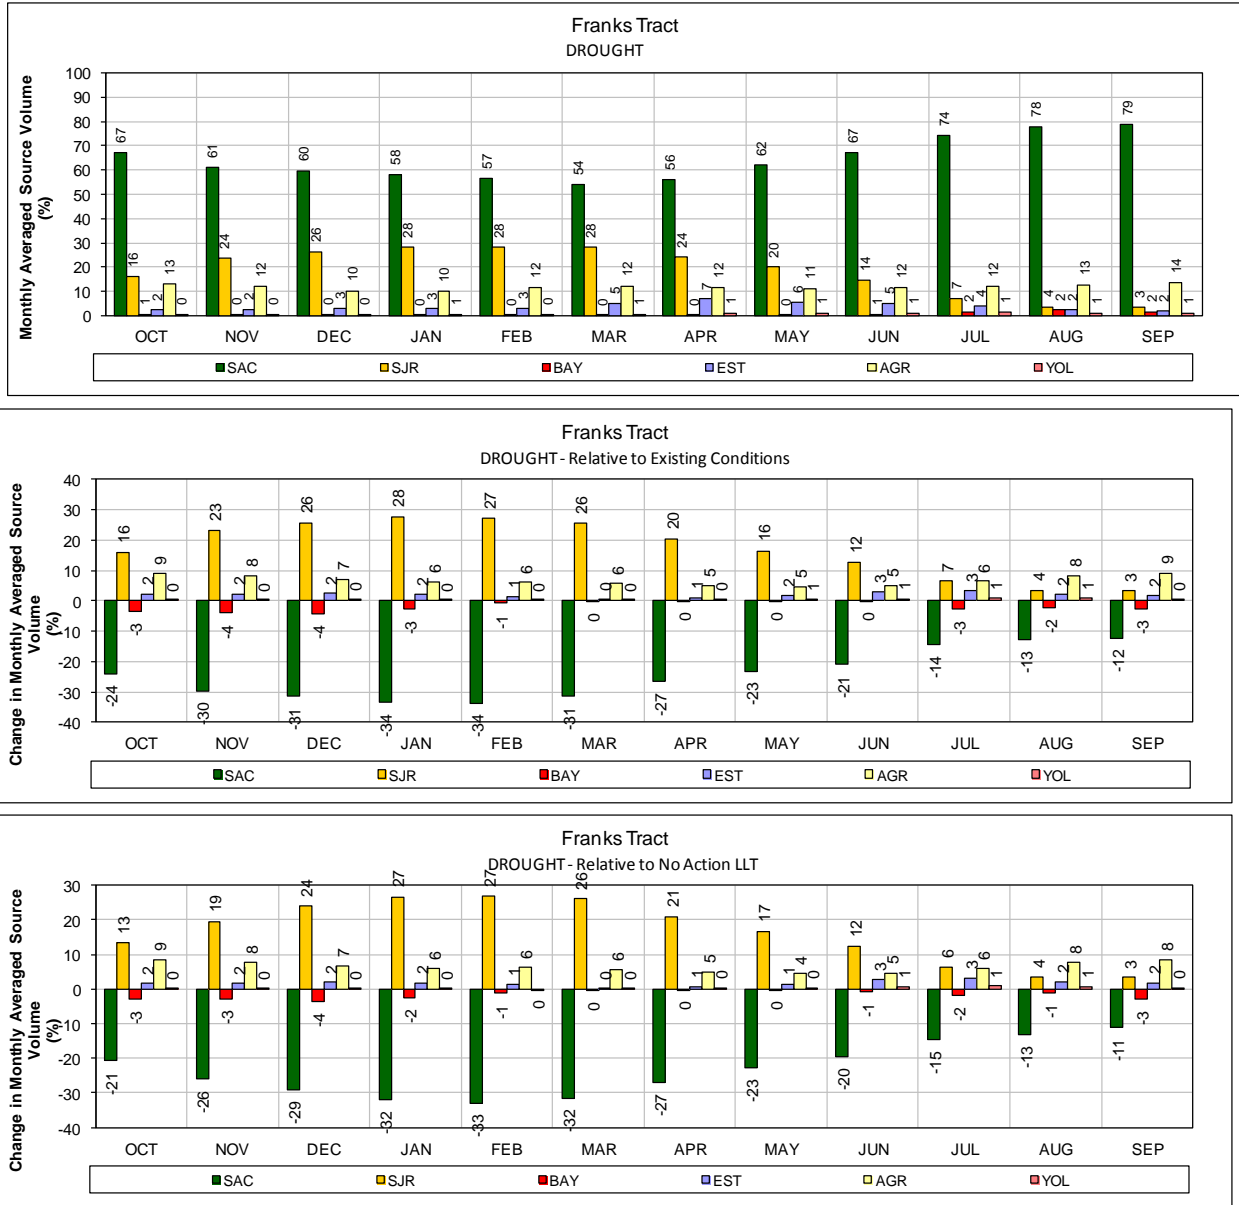 Franks Tract
DROUGHT
Monthly Averaged Source Volume
(%)
100
90
80
70
60
50
40
30
20
10
0
67 16 1 2 13 0
61 24 0 2 12 0
60 26 0 3 10 0
58 28 0 3 10 1
57 28 0 3 12 0
54 28 0 5 12 1
56 24 0 7 12 1
62 20 0 6 11 1
67 14 1 5 12 1
74 7 2 4 12 1
78 4 2 2 13 1
79 3 2 2 14 1
OCT NOV DEC JAN FEB MAR APR MAY JUN JUL AUG SEP
SAC SJR BAY EST AGR YOL
Franks Tract
DROUGHT - Relative to Existing Conditions
Change in Monthly Averaged Source
Volume
(%)
40
30
20
10
0
-10
-20
-30
-40
-24 16 -3 2 9 0
-30 23 -4 2 8 0
-31 26 -4 2 7 0
-34 28 -3 2 6 0
-34 27 -1 1 6 0
-31 26 0 0 6 0
-27 20 0 1 5 0
-23 16 0 2 5 1
-21 12 0 3 5 1
-14 7 -3 3 6 1
-13 4 -2 2 8 1
-12 3 -3 2 9 0
OCT NOV DEC JAN FEB MAR APR MAY JUN JUL AUG SEP
SAC SJR BAY EST AGR YOL
Franks Tract
DROUGHT - Relative to No Action LLT
Change in Monthly Averaged Source
Volume
(%)
30
20
10
0
-10
-20
-30
-40
-21 13 -3 2 9 0
-26 19 -3 2 8 0
-29 24 -4 2 7 0
-32 27 -2 2 6 0
-33 27 -1 1 6 0
-32 26 0 0 6 0
-27 21 0 1 5 0
-23 17 0 1 4 0
-20 12 -1 3 5 1
-15 6 -2 3 6 1
-13 4 -1 2 8 1
-11 3 -3 2 8 0
OCT NOV DEC JAN FEB MAR APR MAY JUN JUL AUG SEP
SAC SJR BAY EST AGR YOL